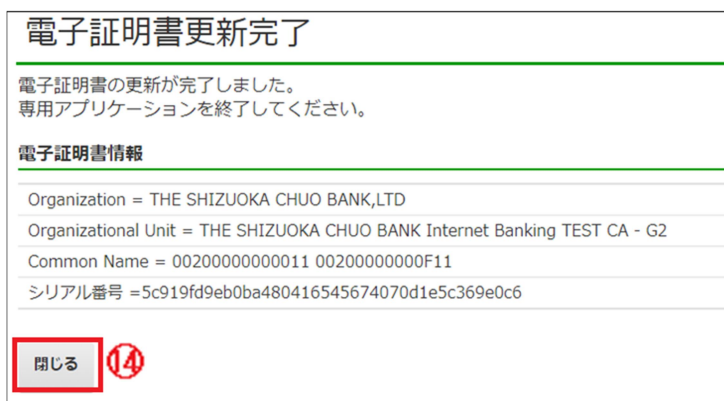 電子証明書更新完了
電子証明書の更新が完了しました。
専用アプリケーションを終了してください。
電子証明書情報
Organization = THE SHIZUOKA CHUO BANK,LTD
Organizational Unit = THE SHIZUOKA CHUO BANK Internet Banking TEST CA - G2
Common Name = 00200000000011 00200000000F11
シリアル番号 =5c919fd9eb0ba480416545674070d1e5c369e0c6
閉じる ⑭